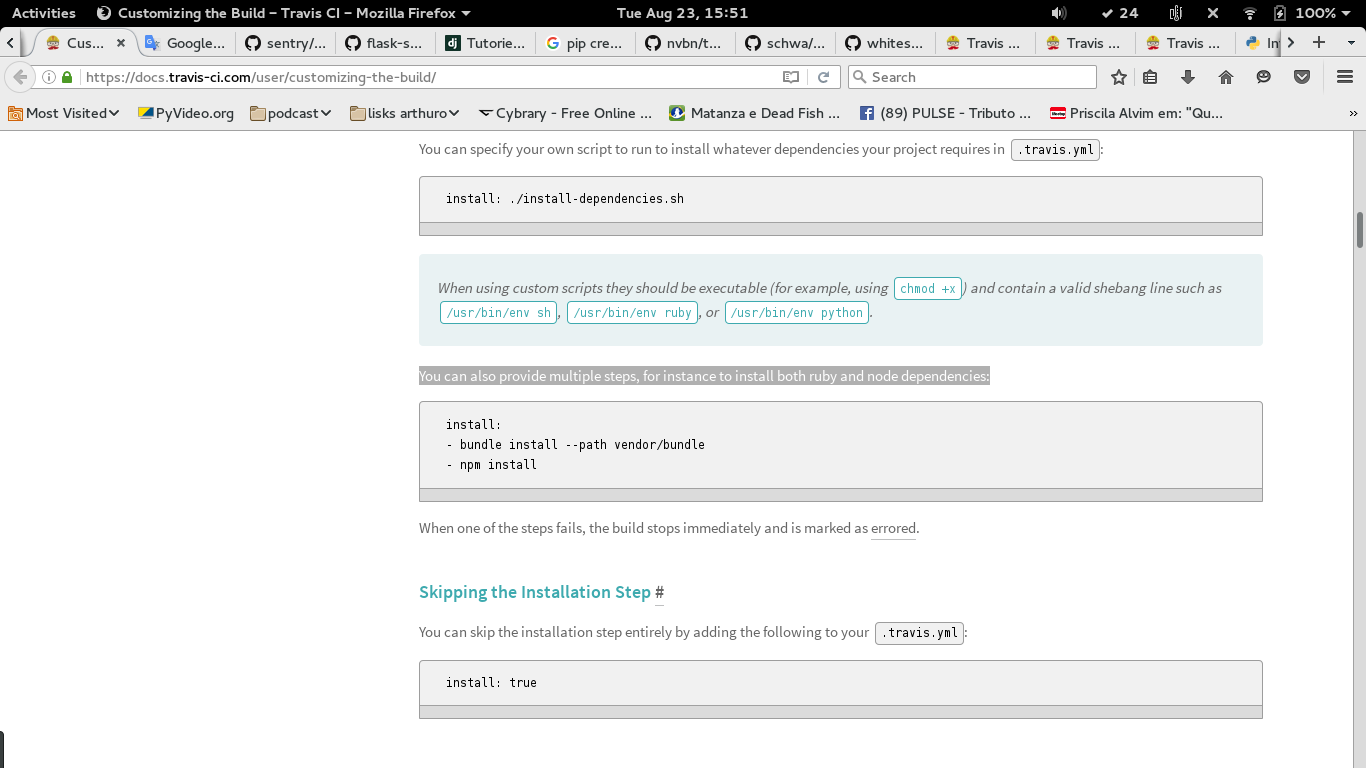 Activities Customizing the Build – Travis CI – Mozilla Firefox Tue Aug 23, 15:51 24 100%
Cus... Google... sentry/... flask-s... Tutorie... pip cre... nvbn/t... schwa/... whites... Travis ... Travis ... Travis ... In
https://docs.travis-ci.com/user/customizing-the-build/ Search
Most Visited PyVideo.org podcast lisks arthuro Cybrary - Free Online ... Matanza e Dead Fish ... (89) PULSE - Tributo ... Priscila Alvim em: "Qu...
You can specify your own script to run to install whatever dependencies your project requires in .travis.yml:
install: ./install-dependencies.sh
When using custom scripts they should be executable (for example, using chmod +x) and contain a valid shebang line such as
/usr/bin/env sh, /usr/bin/env ruby, or /usr/bin/env python.
You can also provide multiple steps, for instance to install both ruby and node dependencies:
install:
- bundle install --path vendor/bundle
- npm install
When one of the steps fails, the build stops immediately and is marked as errored.
Skipping the Installation Step #
You can skip the installation step entirely by adding the following to your .travis.yml:
install: true